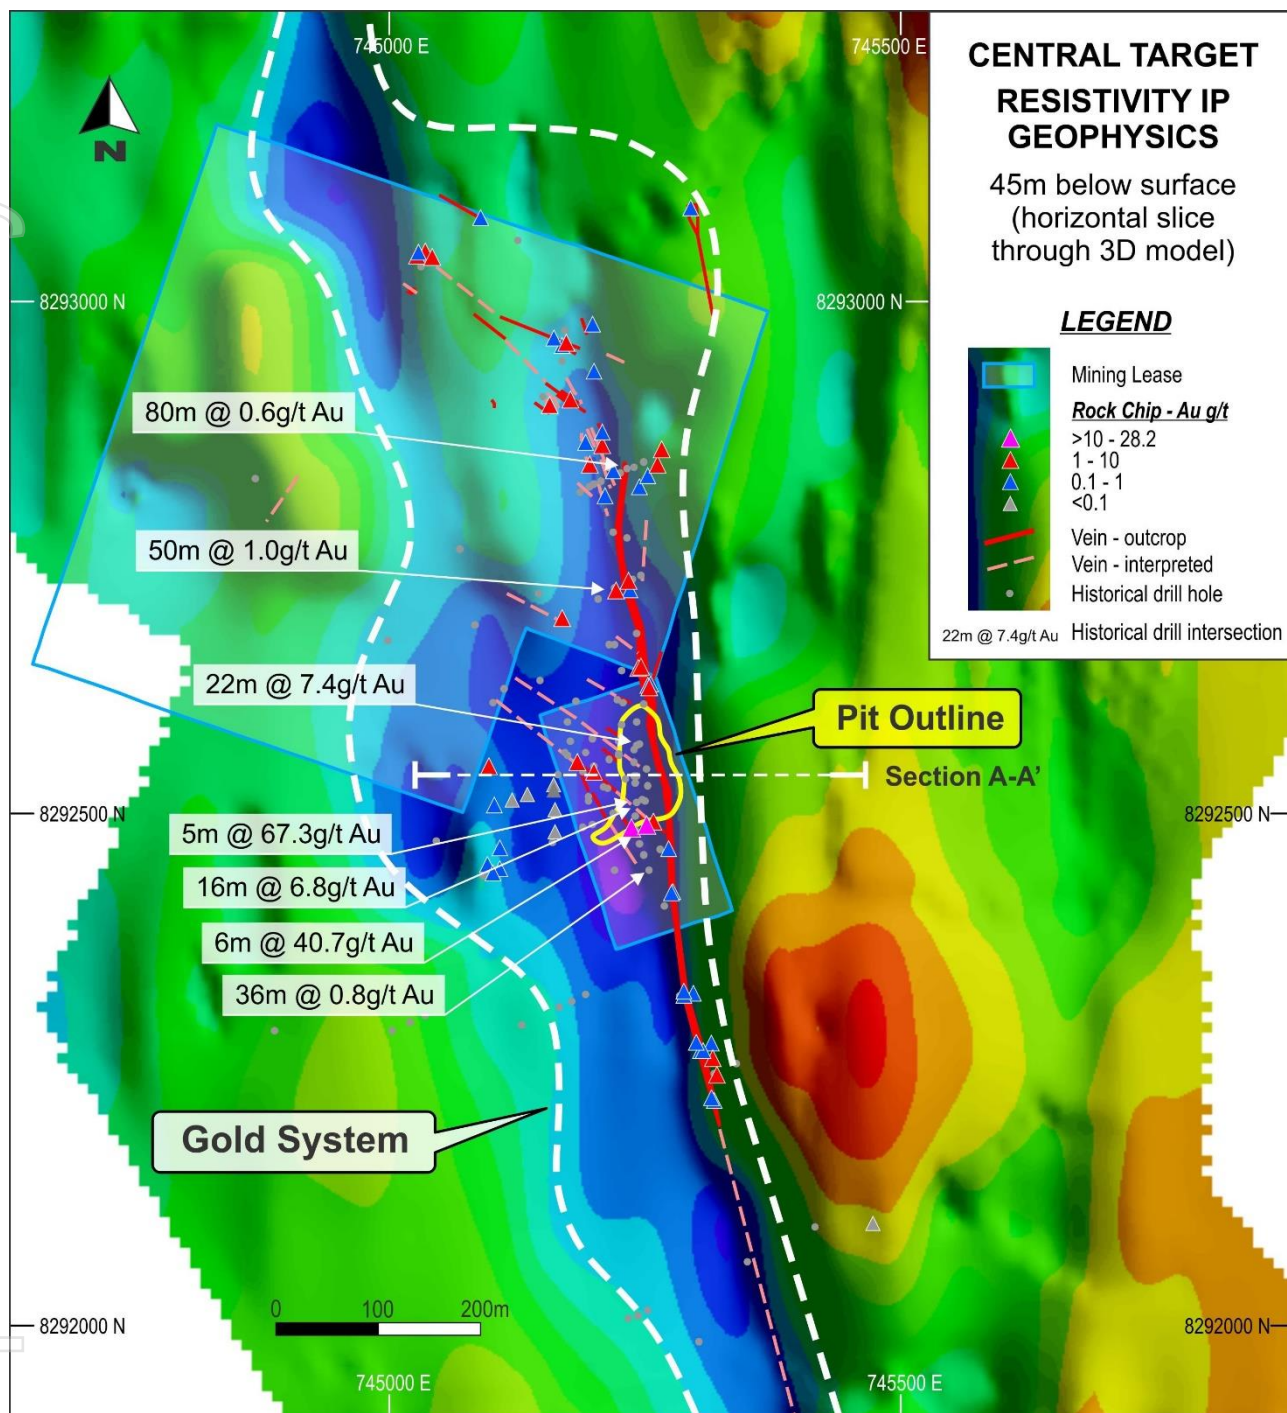 745000 E
745500 E
N
CENTRAL TARGET
RESISTIVITY IP
GEOPHYSICS
45m below surface
(horizontal slice
through 3D model)
8293000 N
8293000 N
LEGEND
Mining Lease
Rock Chip - Au g/t
>10 - 28.2
1 - 10
0.1 - 1
<0.1
Vein - outcrop
Vein - interpreted
Historical drill hole
22m @ 7.4g/t Au Historical drill intersection
80m @ 0.6g/t Au
50m @ 1.0g/t Au
22m @ 7.4g/t Au
Pit Outline
Section A-A'
8292500 N
8292500 N
5m @ 67.3g/t Au
16m @ 6.8g/t Au
6m @ 40.7g/t Au
36m @ 0.8g/t Au
Gold System
0 100 200m
8292000 N
8292000 N
745000 E
745500 E